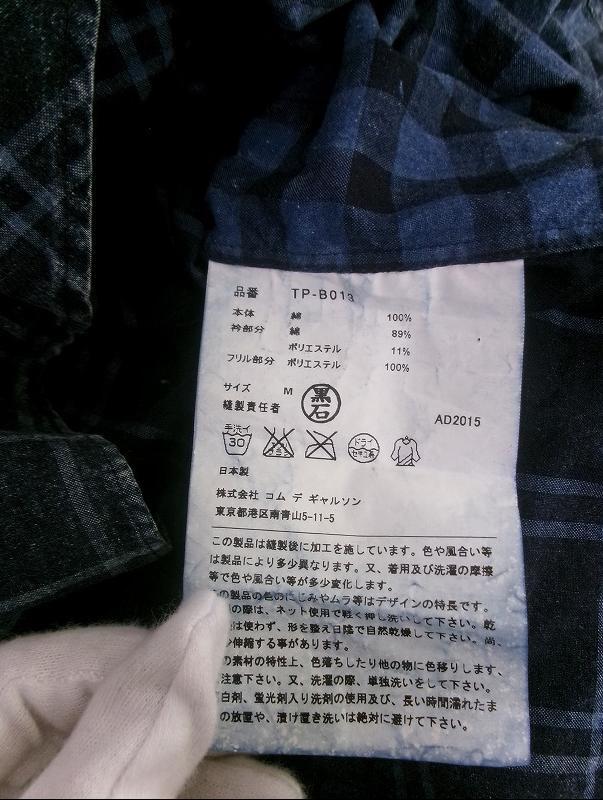 品番 TP-B013
本体 綿 100%
衿部分 綿 89%
ポリエステル 11%
フリル部分 ポリエステル 100%
サイズ M
縫製責任者 黒石
AD2015
手洗イ 30 ドライ セキユ系
日本製
株式会社 コム デ ギャルソン
東京都港区南青山5-11-5
この製品は縫製後に加工を施しています。色や風合い等
は製品により多少異なります。又、着用及び洗濯の摩擦
等で色や風合い等が多少変化します。
の製品の色のにじみやムラ等はデザインの特長です。
の際は、ネット使用で軽く押し洗いして下さい。乾
は使わず、形を整え日陰で自然乾燥して下さい。尚、
伸縮する事があります。
の素材の特性上、色落ちしたり他の物に色移りします、
注意下さい。又、洗濯の際、単独洗いをして下さい。
白剤、蛍光剤入り洗剤の使用及び、長い時間濡れたま
の放置や、漬け置き洗いは絶対に避けて下さい。